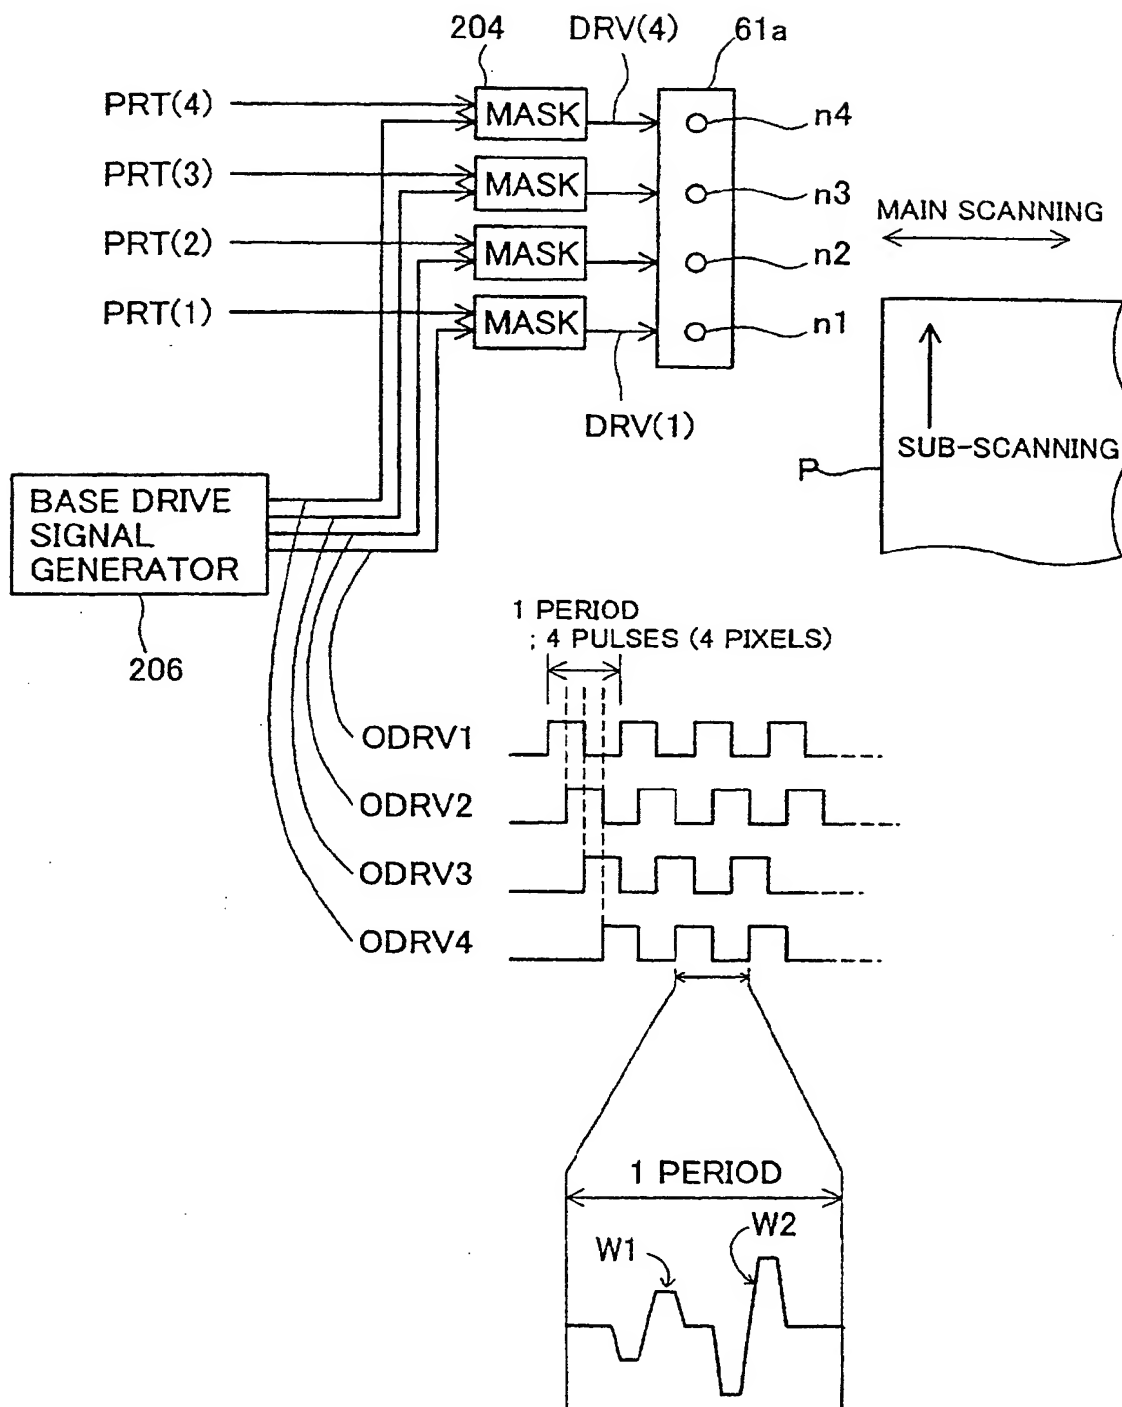 204
DRV(4)
61a
PRT(4)
MASK
n4
PRT(3)
MASK
n3
MAIN SCANNING
PRT(2)
MASK
n2
PRT(1)
MASK
n1
DRV(1)
SUB-SCANNING
P
BASE DRIVE
SIGNAL
GENERATOR
206
1 PERIOD
; 4 PULSES (4 PIXELS)
ODRV1
ODRV2
ODRV3
ODRV4
1 PERIOD
W1
W2